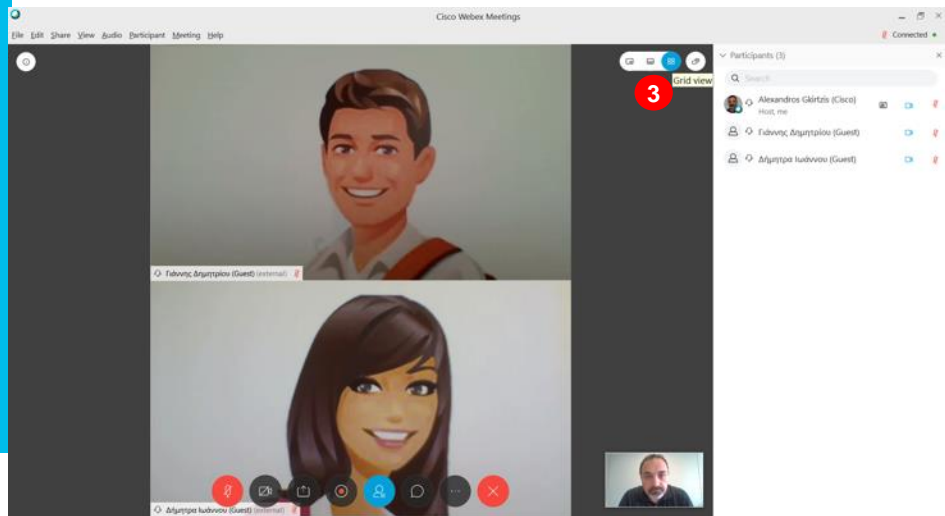 Cisco Webex Meetings
File Edit Share View Audio Participant Meeting Help
Connected
Participants (3)
Search
Grid view
3
Alexandros Gkirtzis (Cisco)
Host, me
Γιάννης Δημητρίου (Guest)
Δήμητρα Ιωάννου (Guest)
Γιάννης Δημητρίου (Guest) (external)
Δήμητρα Ιωάννου (Guest) (external)